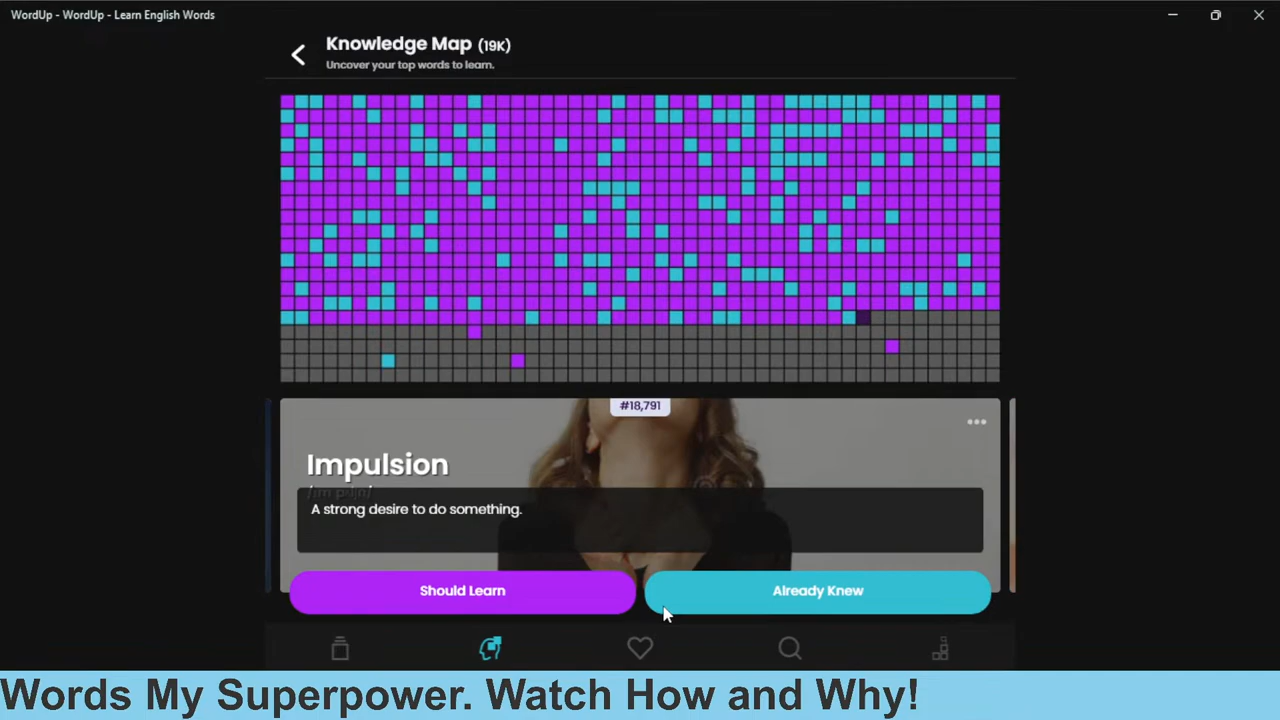 WordUp - WordUp - Learn English Words
Knowledge Map (19K)
Uncover your top words to learn.
#18,791
Impulsion
A strong desire to do something.
Should Learn
Already Knew
Words My Superpower. Watch How and Why!